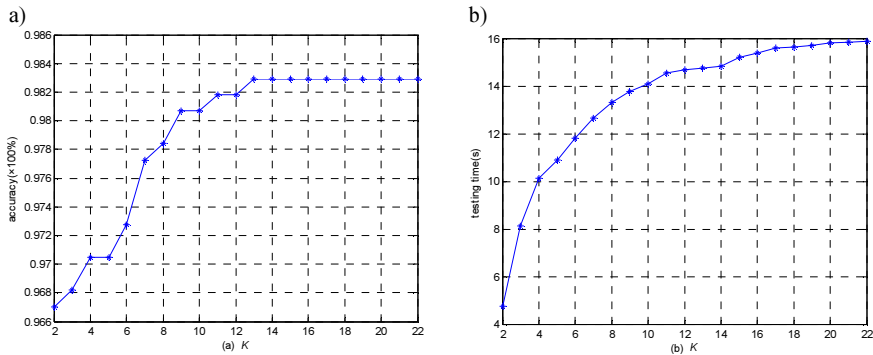 a)
0.986
0.984
0.982
0.98
0.978
0.976
0.974
0.972
0.97
0.968
0.966
accuracy(×100%)
2 4 6 8 10 12 14 16 18 20 22
(a) K
b)
16
14
12
10
8
6
4
testing time(s)
2 4 6 8 10 12 14 16 18 20 22
(b) K